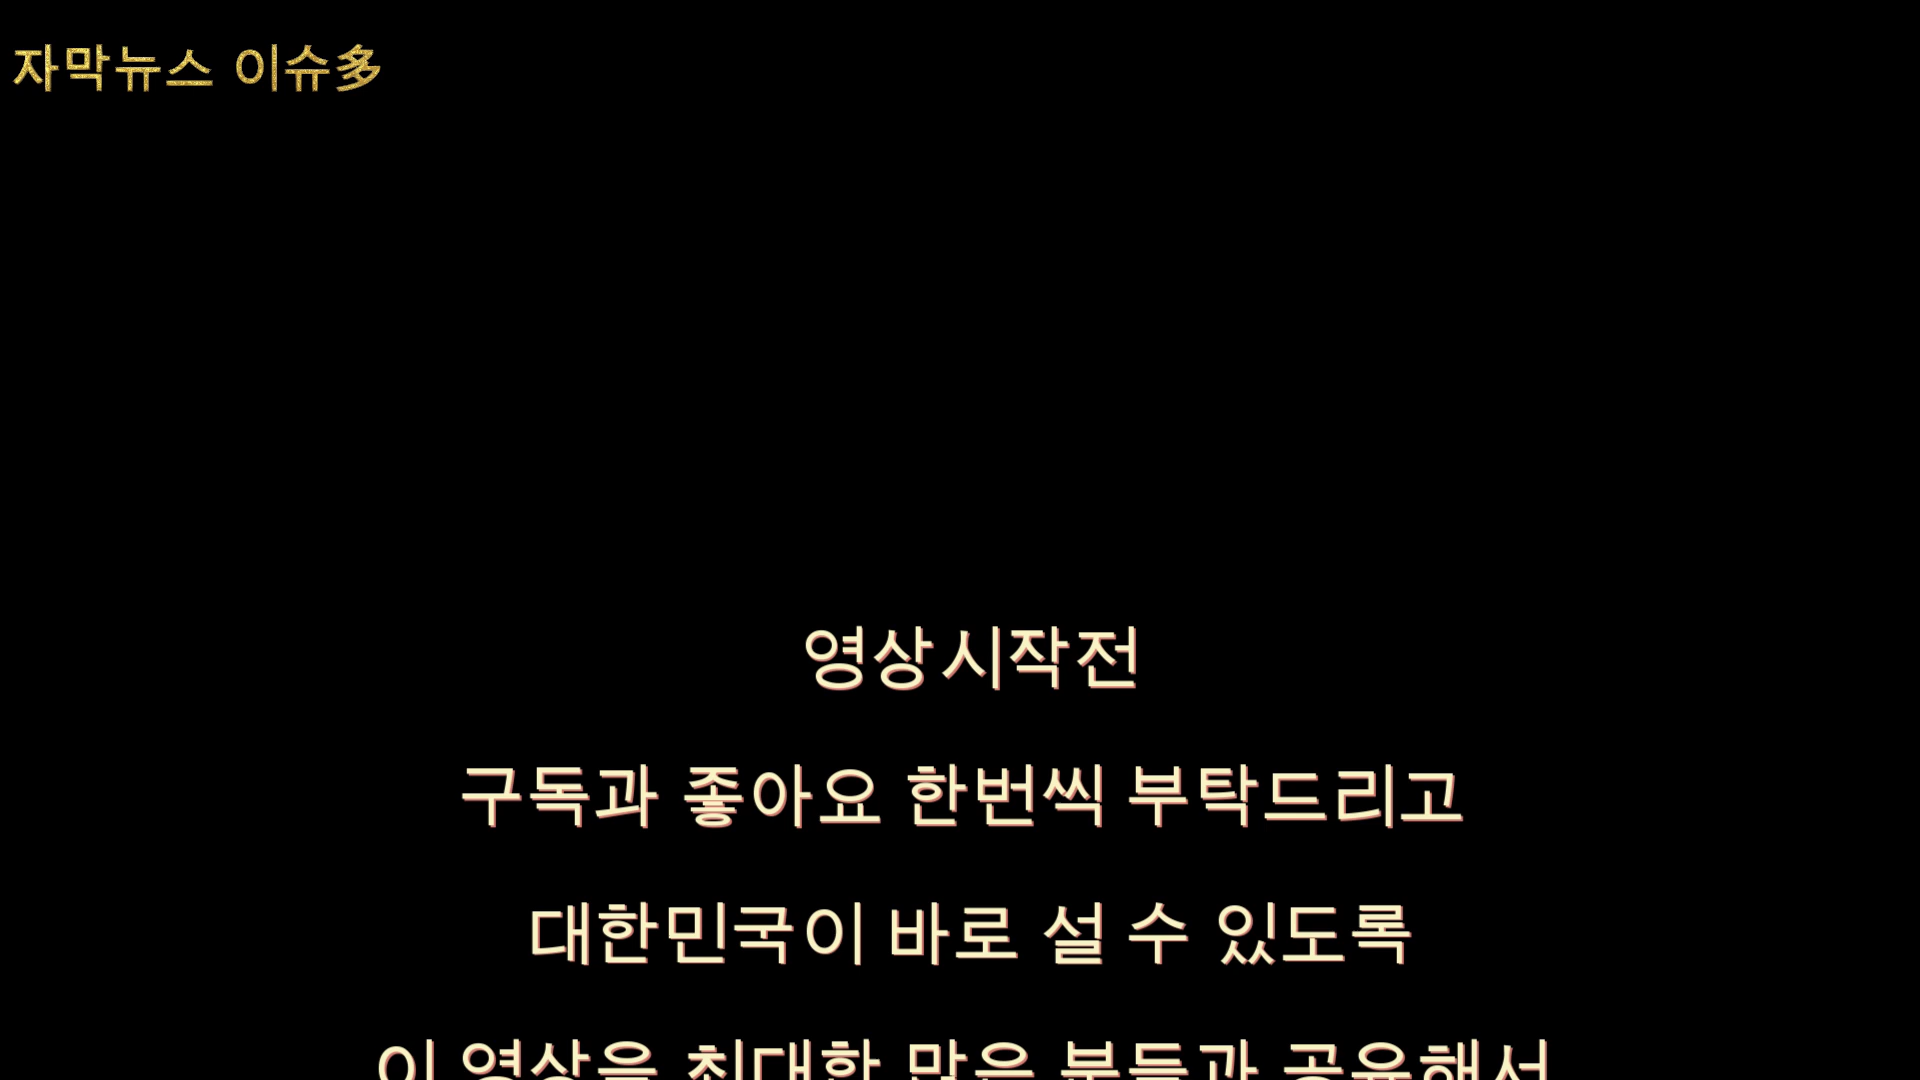 자막뉴스 이슈多
영상시작전
구독과 좋아요 한번씩 부탁드리고
대한민국이 바로 설 수 있도록
이 영상을 최대한 많은 분들과 공유해서